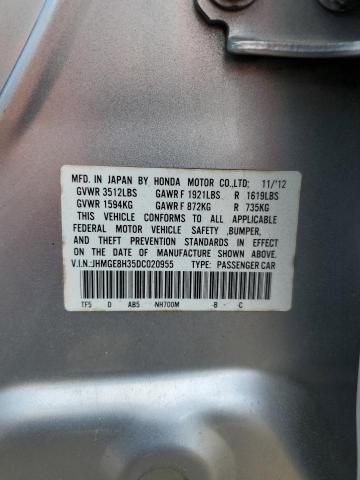 MFD. IN JAPAN BY HONDA MOTOR CO.,LTD; 11/'12
GVWR 3512LBS GAWR F 1921LBS R 1619LBS
GVWR 1594KG GAWR F 872KG R 735KG
THIS VEHICLE CONFORMS TO ALL APPLICABLE
FEDERAL MOTOR VEHICLE SAFETY ,BUMPER,
AND THEFT PREVENTION STANDARDS IN EFFECT
ON THE DATE OF MANUFACTURE SHOWN ABOVE.
V.I.N.:JHMGE8H35DC020955 TYPE: PASSENGER CAR
TF5 D AB5 NH700M B C